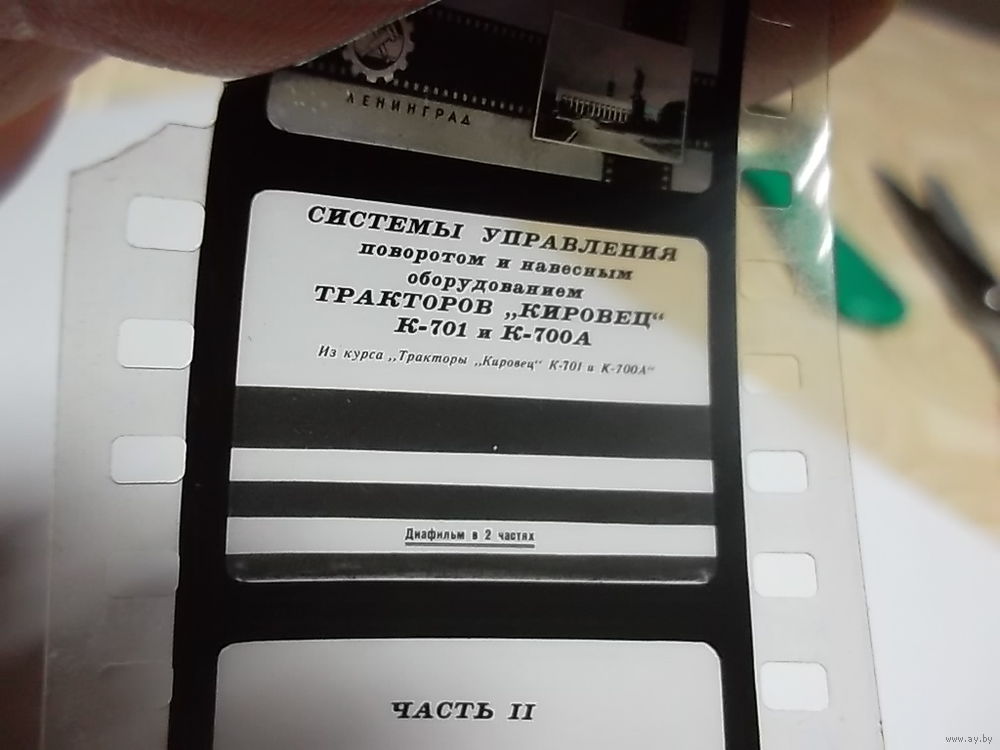 ЛЕНИНГРАД
СИСТЕМЫ УПРАВЛЕНИЯ
поворотом и навесным
оборудованием
ТРАКТОРОВ „КИРОВЕЦ“
К-701 и К-700А
Из курса „Тракторы „Кировец“ К-701 и К-700А“
Диафильм в 2 частях
ЧАСТЬ II
www.ay.by